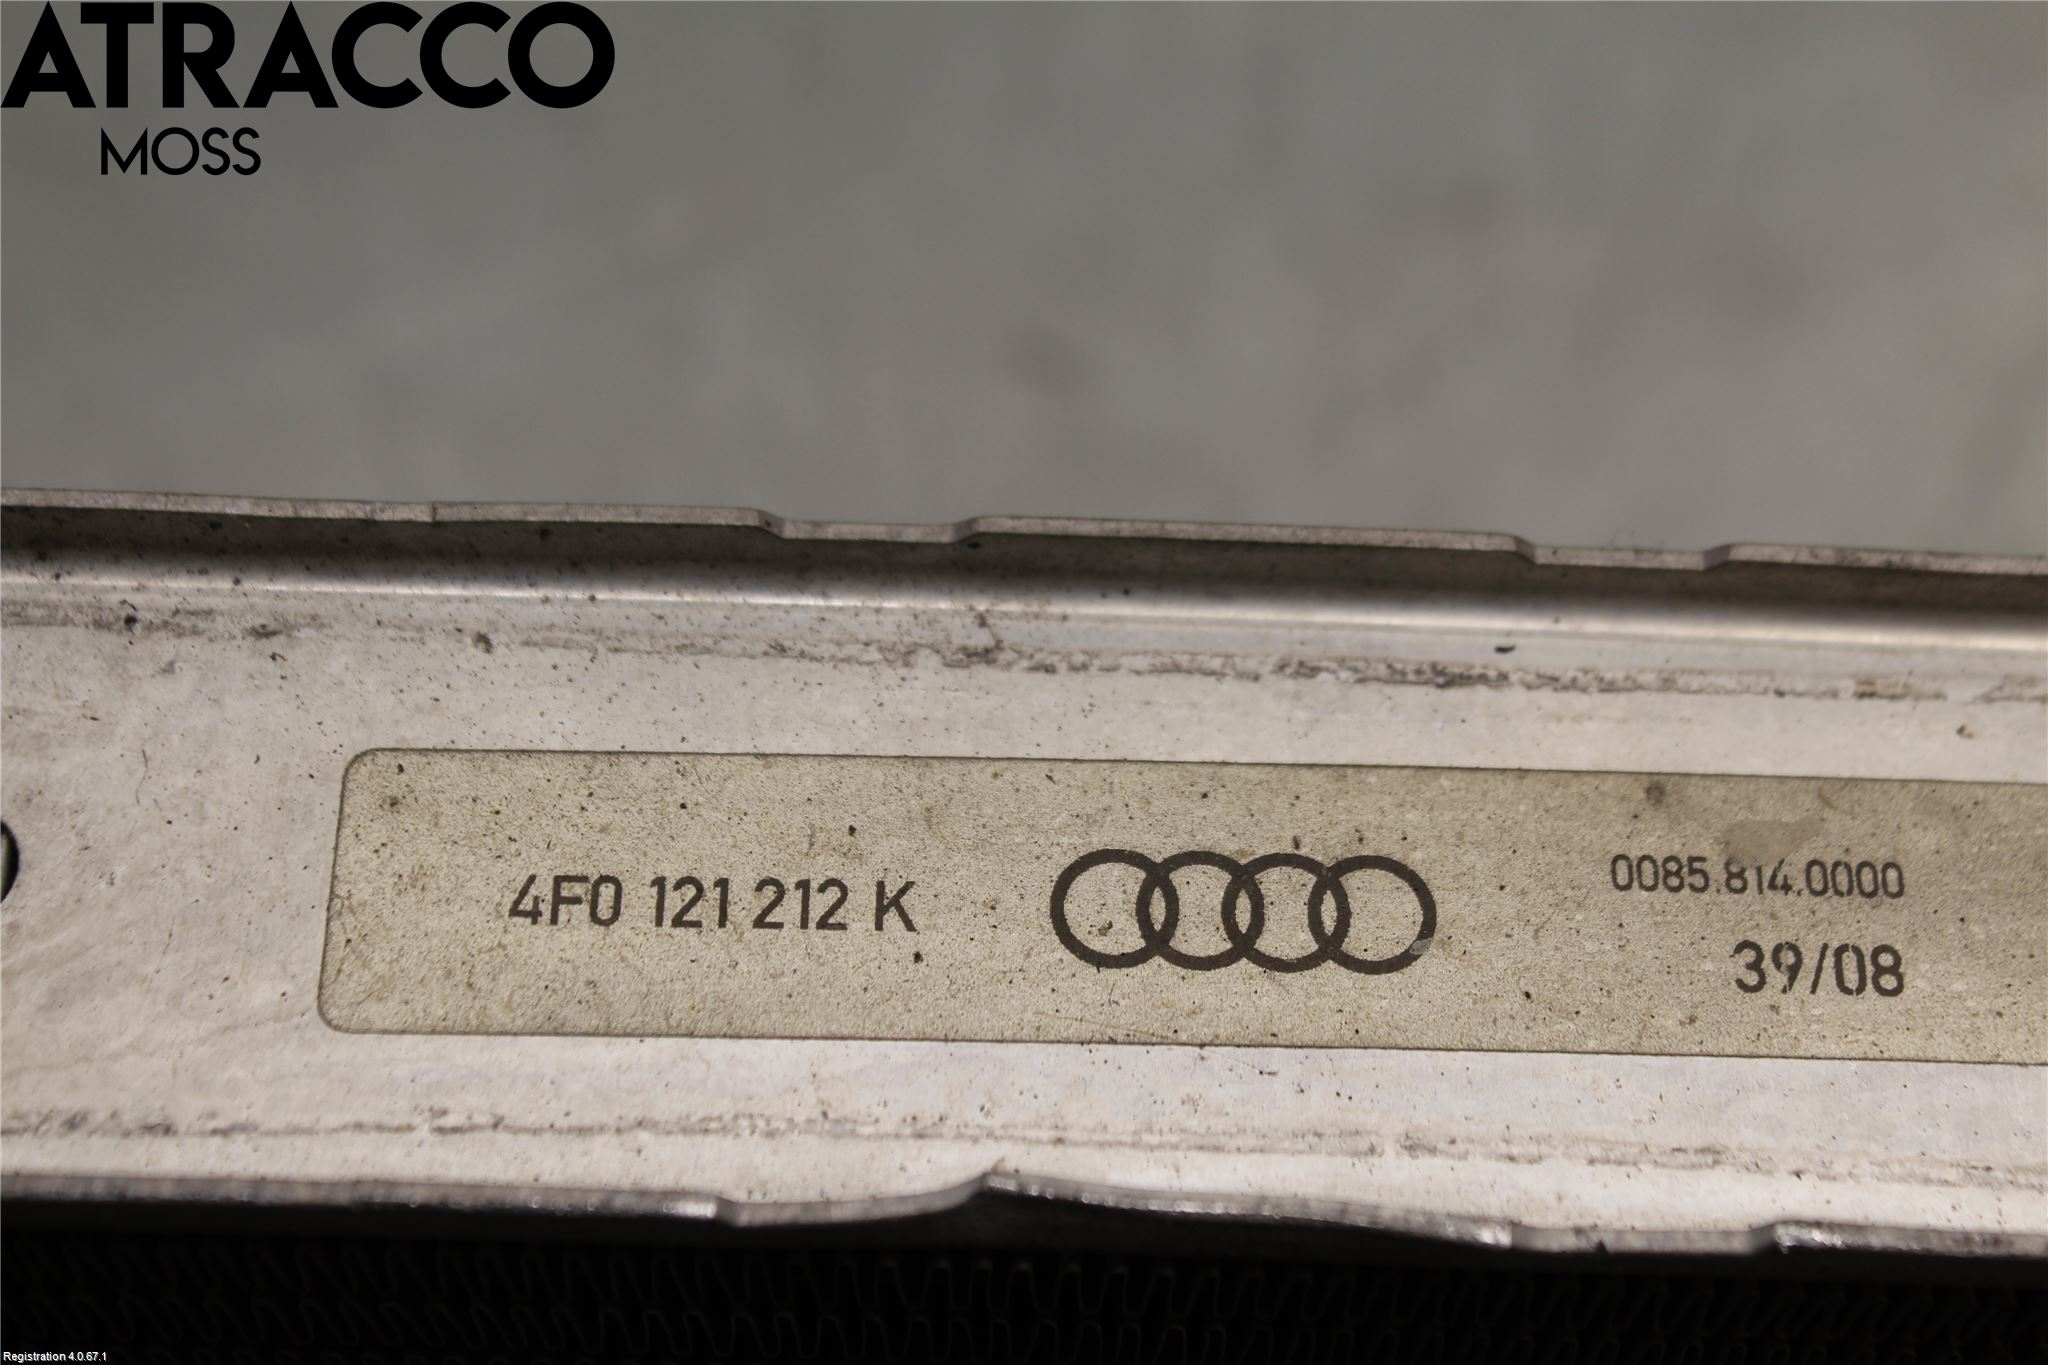 ATRACCO
MOSS
4F0 121 212 K
0085.814.0000
39/08
Registration 4.0.67.1